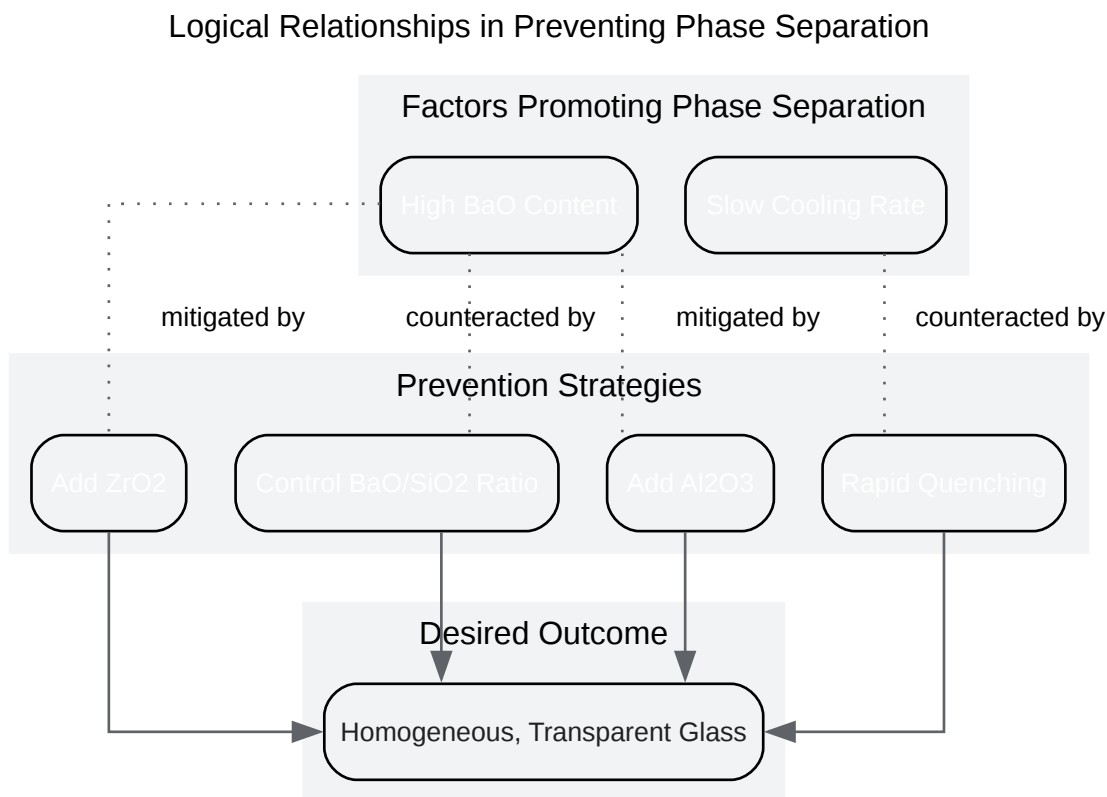 Logical Relationships in Preventing Phase Separation
Factors Promoting Phase Separation
High BaO Content
Slow Cooling Rate
mitigated by
counteracted by
mitigated by
counteracted by
Prevention Strategies
Add ZrO2
Control BaO/SiO2 Ratio
Add Al2O3
Rapid Quenching
Desired Outcome
Homogeneous, Transparent Glass